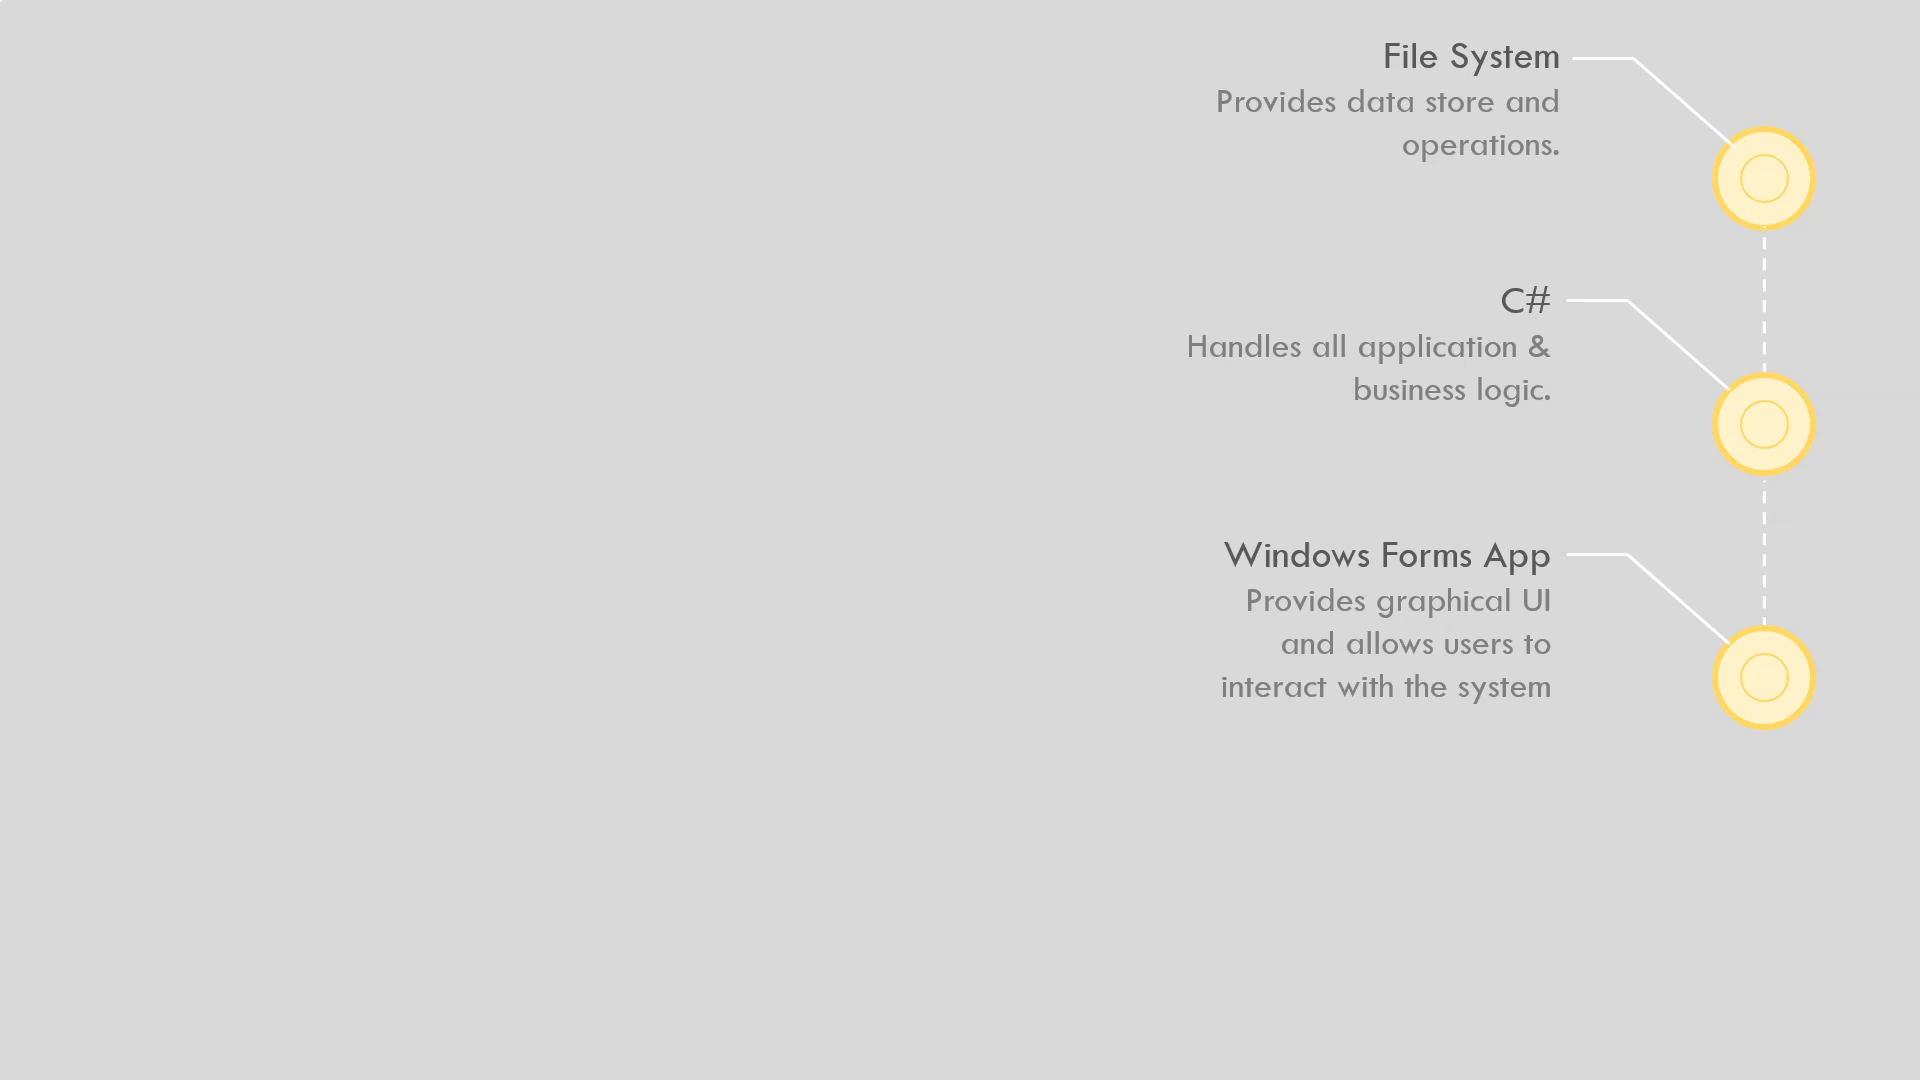 File System
Provides data store and
operations.
C#
Handles all application &
business logic.
Windows Forms App
Provides graphical UI
and allows users to
interact with the system